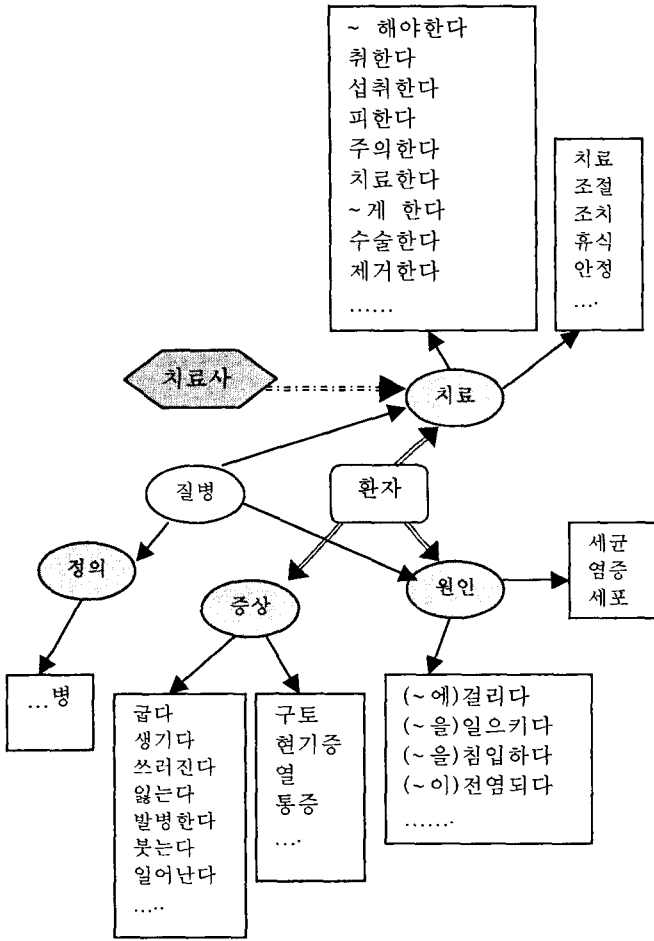 ~ 해야한다
취한다
섭취한다
피한다
주의한다
치료한다
~게 한다
수술한다
제거한다
......
치료
조절
조치
휴식
안정
....
치료사
치료
질병
환자
정의
증상
원인
세균
염증
세포
...병
굽다
생기다
쓰러진다
잃는다
발병한다
붓는다
일어난다
.....
구토
현기증
열
통증
....
(~에)걸리다
(~을)일으키다
(~을)침입하다
(~이)전염되다
.......